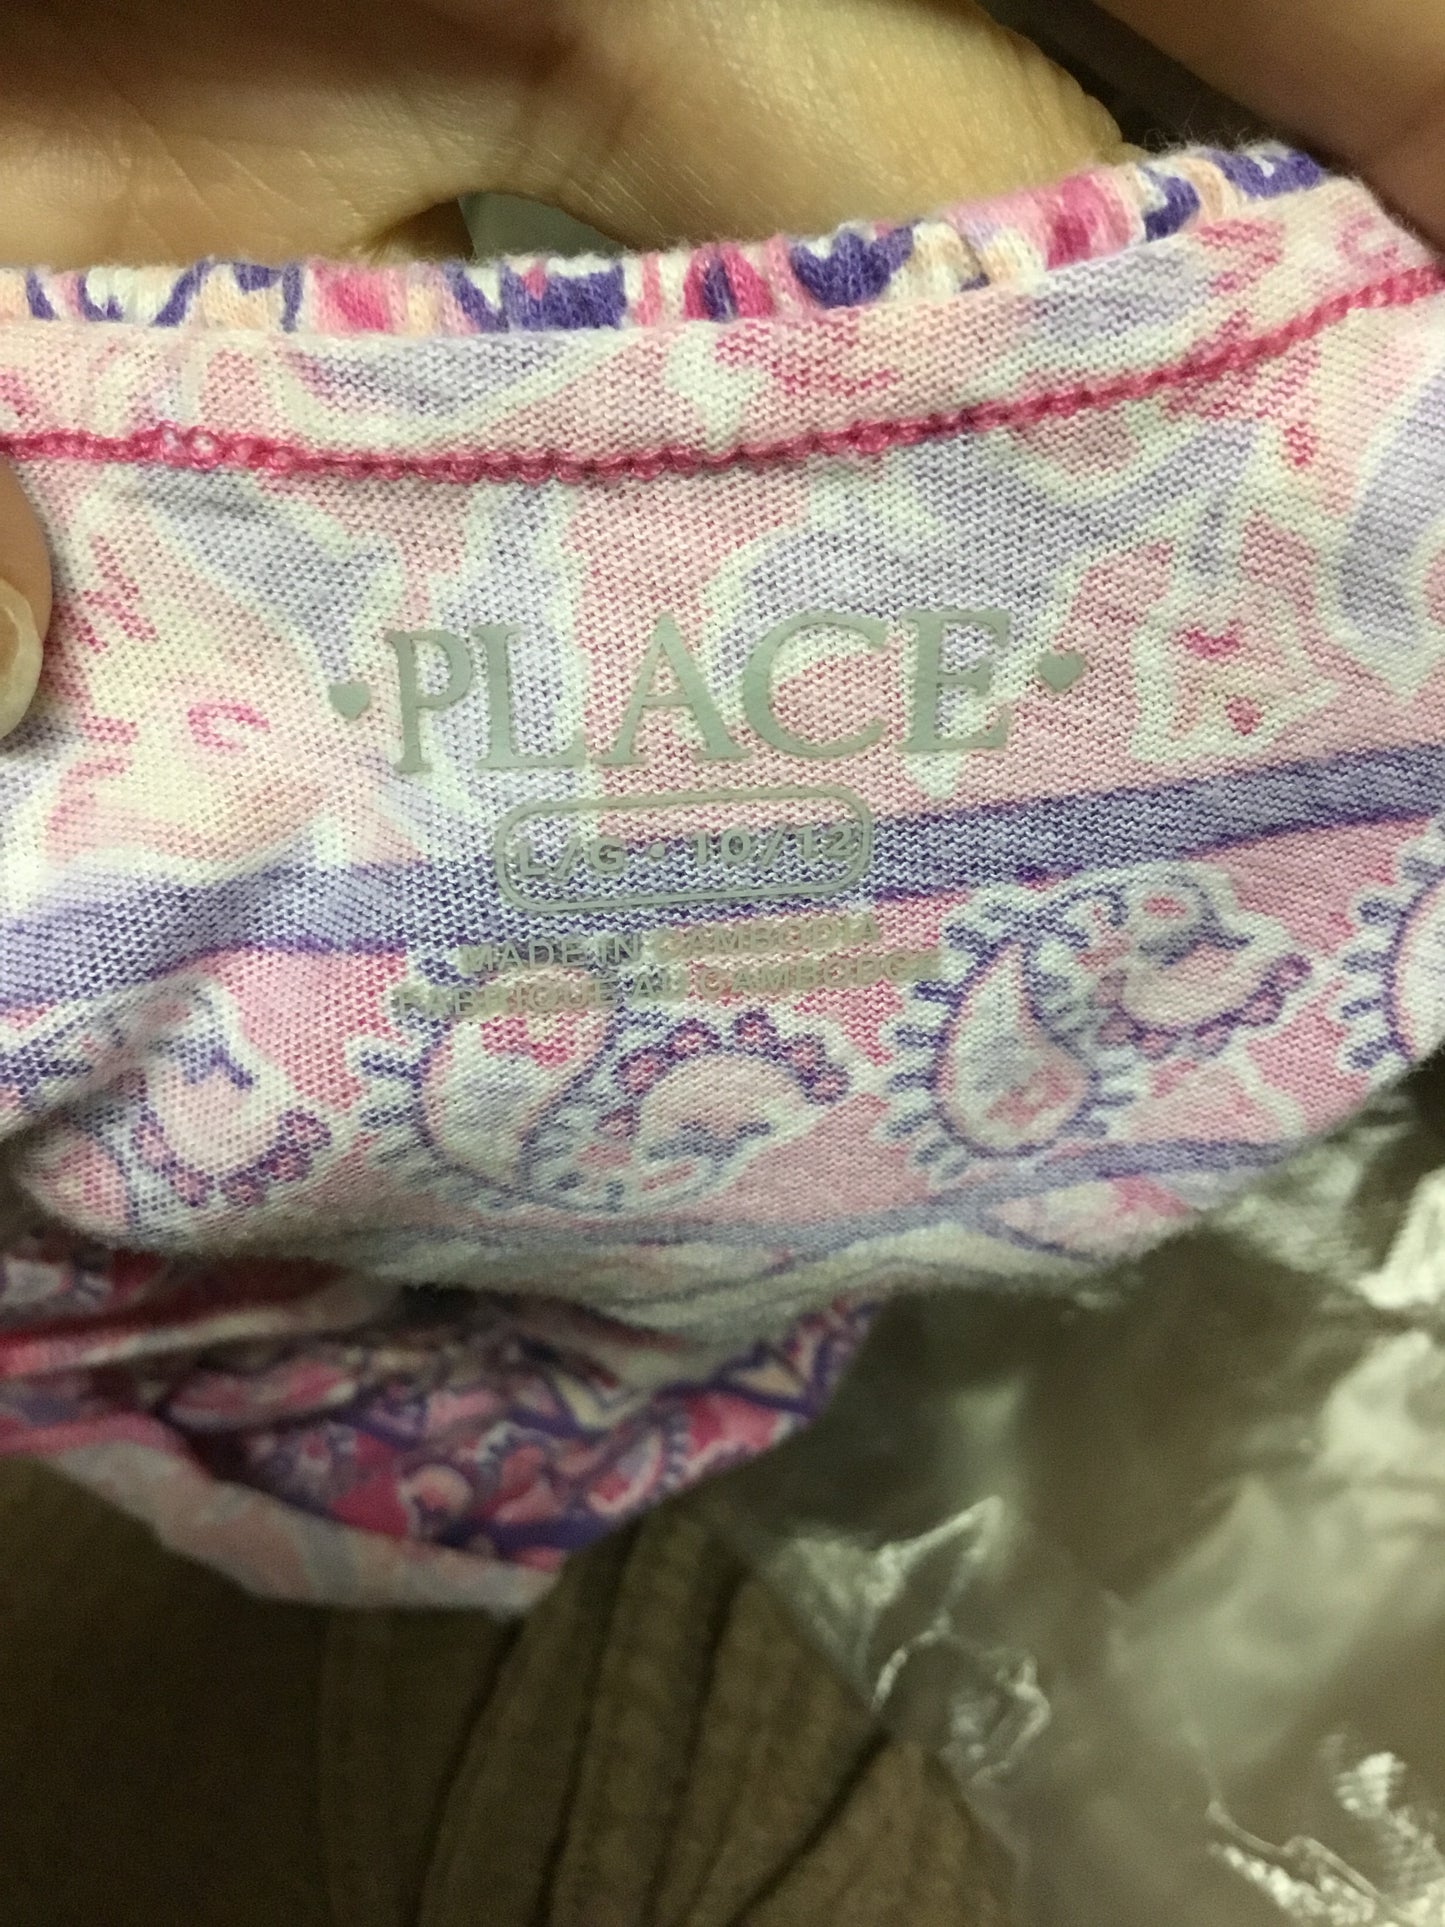 PLACE
L/G • 10/12
MADE IN CAMBODIA
FABRIQUÉ AU CAMBODGE